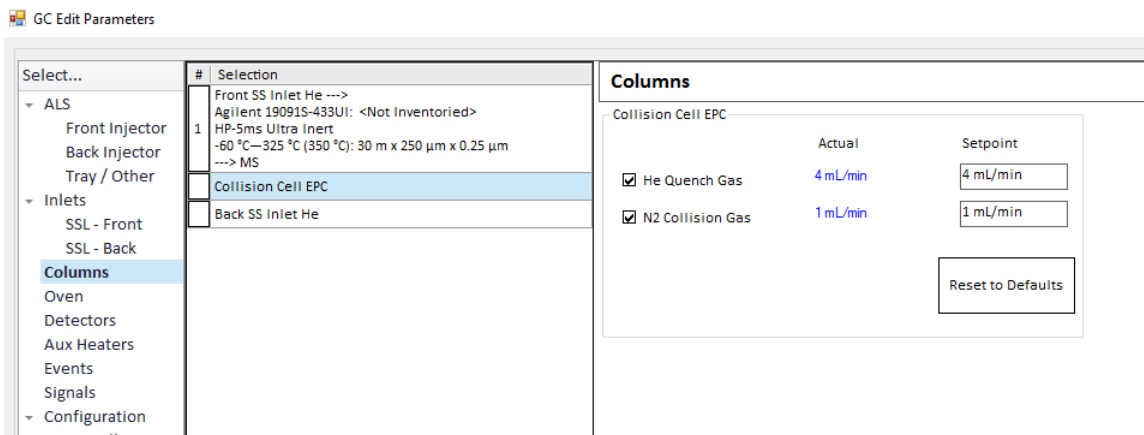 GC Edit Parameters
Select...
ALS
Front Injector
Back Injector
Tray / Other
Inlets
SSL - Front
SSL - Back
Columns
Oven
Detectors
Aux Heaters
Events
Signals
Configuration
# Selection
1
Front SS Inlet He --->
Agilent 19091S-433UI: <Not Inventoried>
HP-5ms Ultra Inert
-60 °C—325 °C (350 °C): 30 m x 250 µm x 0.25 µm
---> MS
Collision Cell EPC
Back SS Inlet He
Columns
Collision Cell EPC
Actual Setpoint
He Quench Gas 4 mL/min 4 mL/min
N2 Collision Gas 1 mL/min 1 mL/min
Reset to Defaults